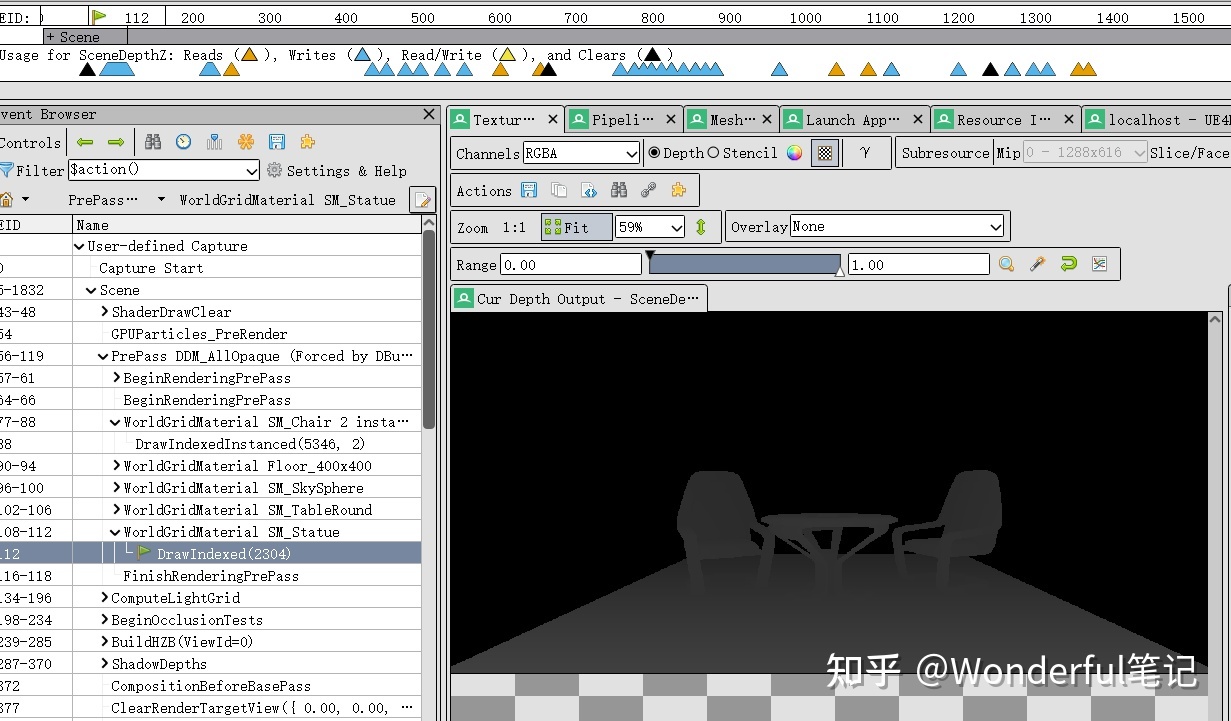 EID: 112 200 300 400 500 600 700 800 900 1000 1100 1200 1300 1400 1500
+ Scene
Usage for SceneDepthZ: Reads ( ), Writes ( ), Read/Write ( ), and Clears ( )
vent Browser
Textur… Pipeli… Mesh… Launch App… Resource I… localhost - UE4
Controls
Channels RGBA Depth Stencil γ Subresource Mip 0 - 1288x616 Slice/Face
Filter $action() Settings & Help
Actions
PrePass… WorldGridMaterial SM_Statue
EID Name
Zoom 1:1 Fit 59% Overlay None
User-defined Capture
Range 0.00 1.00
Capture Start
5-1832 Scene
Cur Depth Output - SceneDe…
43-48 ShaderDrawClear
54 GPUParticles_PreRender
56-119 PrePass DDM_AllOpaque (Forced by DBu…
57-61 BeginRenderingPrePass
64-66 BeginRenderingPrePass
77-88 WorldGridMaterial SM_Chair 2 insta…
88 DrawIndexedInstanced(5346, 2)
90-94 WorldGridMaterial Floor_400x400
96-100 WorldGridMaterial SM_SkySphere
102-106 WorldGridMaterial SM_TableRound
108-112 WorldGridMaterial SM_Statue
112 DrawIndexed(2304)
116-118 FinishRenderingPrePass
134-196 ComputeLightGrid
198-234 BeginOcclusionTests
239-285 BuildHZB(ViewId=0)
287-370 ShadowDepths
372 CompositionBeforeBasePass
377 ClearRenderTargetView({ 0.00, 0.00, …
知乎 @Wonderful笔记